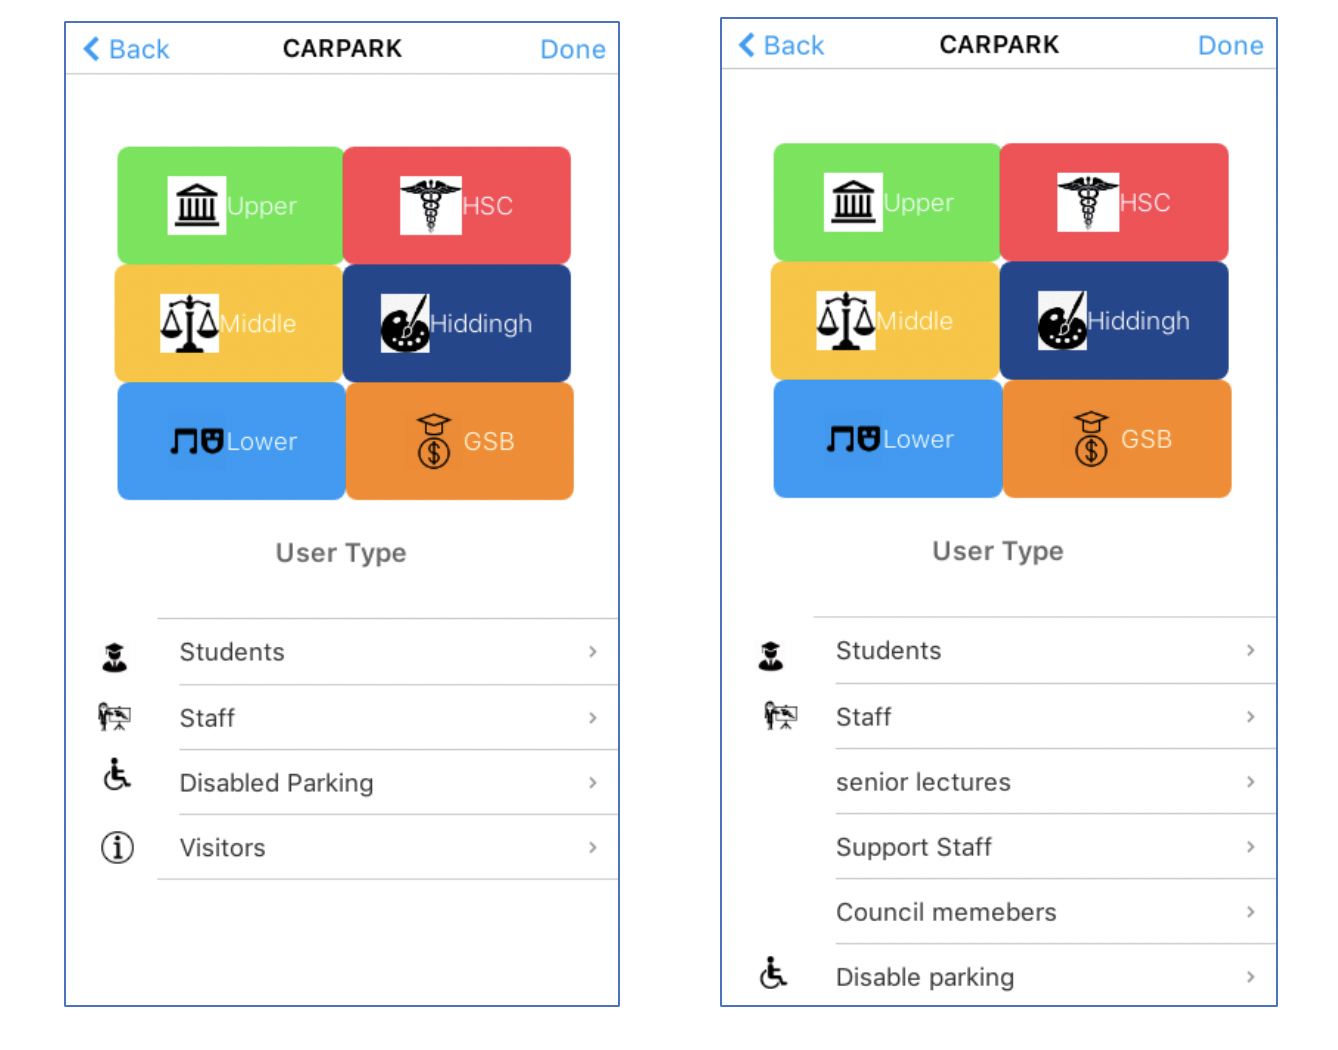 Back CARPARK Done
Upper HSC
Middle Hiddingh
Lower GSB
User Type
Students
Staff
Disabled Parking
Visitors
Back CARPARK Done
Upper HSC
Middle Hiddingh
Lower GSB
User Type
Students
Staff
senior lectures
Support Staff
Council memebers
Disable parking